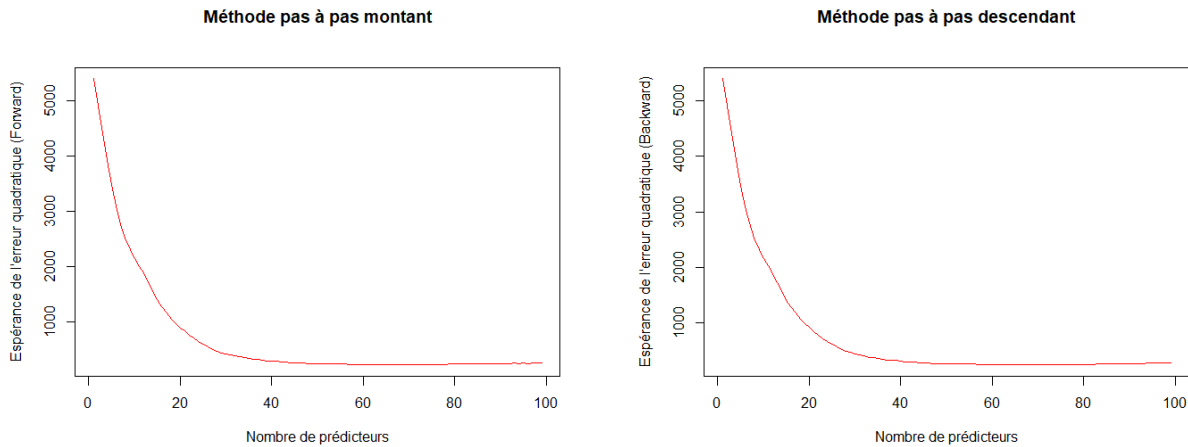 Méthode pas à pas montant
Espérance de l'erreur quadratique (Forward)
5000
4000
3000
2000
1000
0 20 40 60 80 100
Nombre de prédicteurs
Méthode pas à pas descendant
Espérance de l'erreur quadratique (Backward)
5000
4000
3000
2000
1000
0 20 40 60 80 100
Nombre de prédicteurs